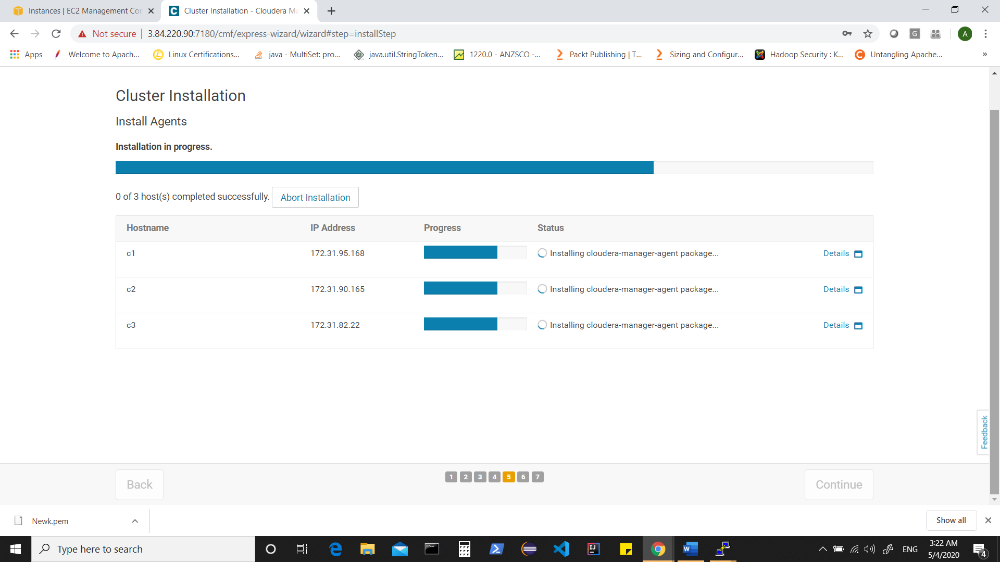 Instances | EC2 Management Con
Cluster Installation - Cloudera Ma
Not secure | 3.84.220.90:7180/cmf/express-wizard/wizard#step=installStep
G
A
Apps
Welcome to Apach...
Linux Certifications...
java - MultiSet: pro...
java.util.StringToken...
1220.0 - ANZSCO -...
Packt Publishing | T...
Sizing and Configur...
Hadoop Security : K...
Untangling Apache...
»
Cluster Installation
Install Agents
Installation in progress.
0 of 3 host(s) completed successfully. Abort Installation
Hostname IP Address Progress Status
c1 172.31.95.168 Installing cloudera-manager-agent package... Details
c2 172.31.90.165 Installing cloudera-manager-agent package... Details
c3 172.31.82.22 Installing cloudera-manager-agent package... Details
Feedback
Back
1 2 3 4 5 6 7
Continue
Newk.pem
Show all
Type here to search
ENG
3:22 AM
5/4/2020
4